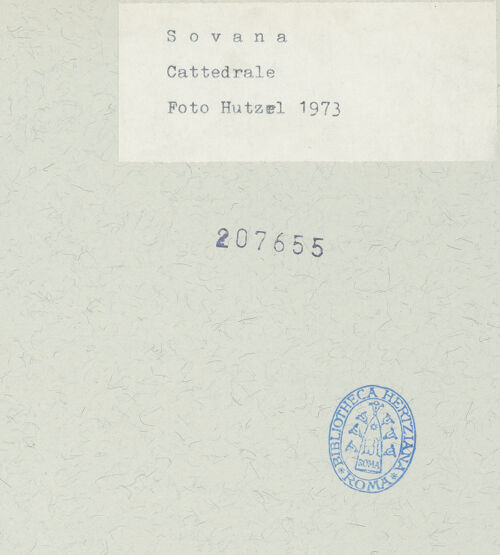 S o v a n a
Cattedrale
Foto Hutzel 1973
207655
BIBLIOTHECA HERTZIANA
* ROMA *
ROMA